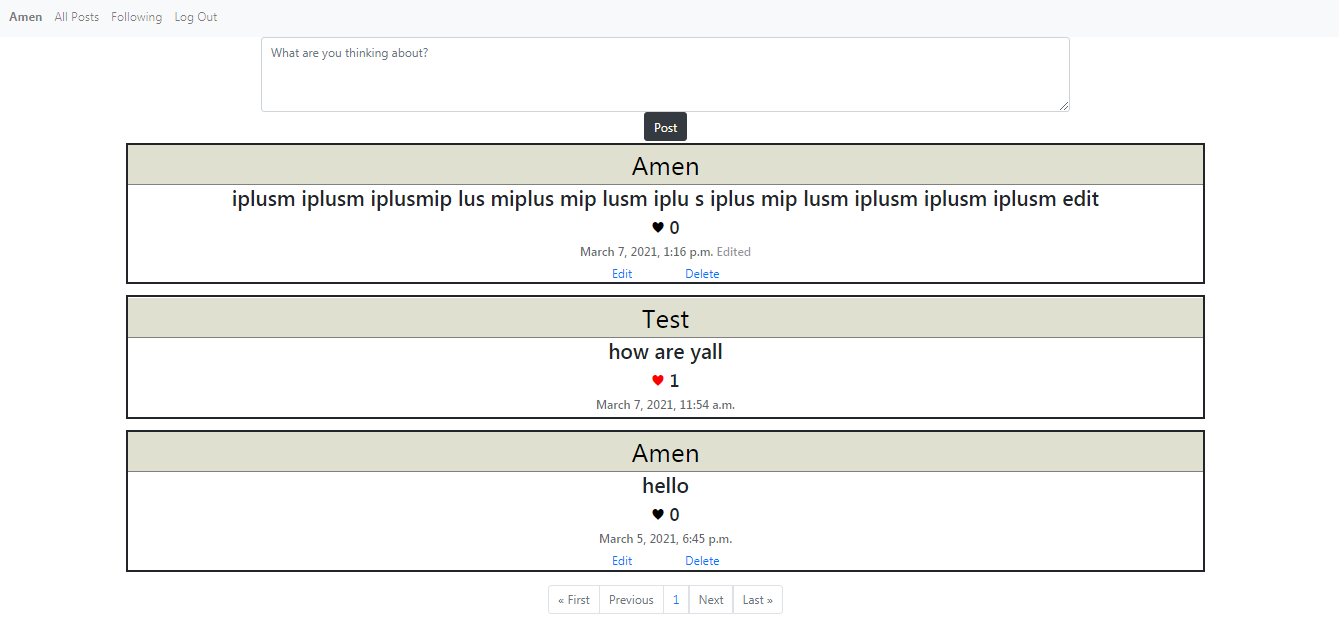 Amen All Posts Following Log Out
What are you thinking about?
Post
Amen
iplusm iplusm iplusmip lus miplus mip lusm iplu s iplus mip lusm iplusm iplusm iplusm edit
0
March 7, 2021, 1:16 p.m. Edited
Edit Delete
Test
how are yall
1
March 7, 2021, 11:54 a.m.
Amen
hello
0
March 5, 2021, 6:45 p.m.
Edit Delete
« First Previous 1 Next Last »